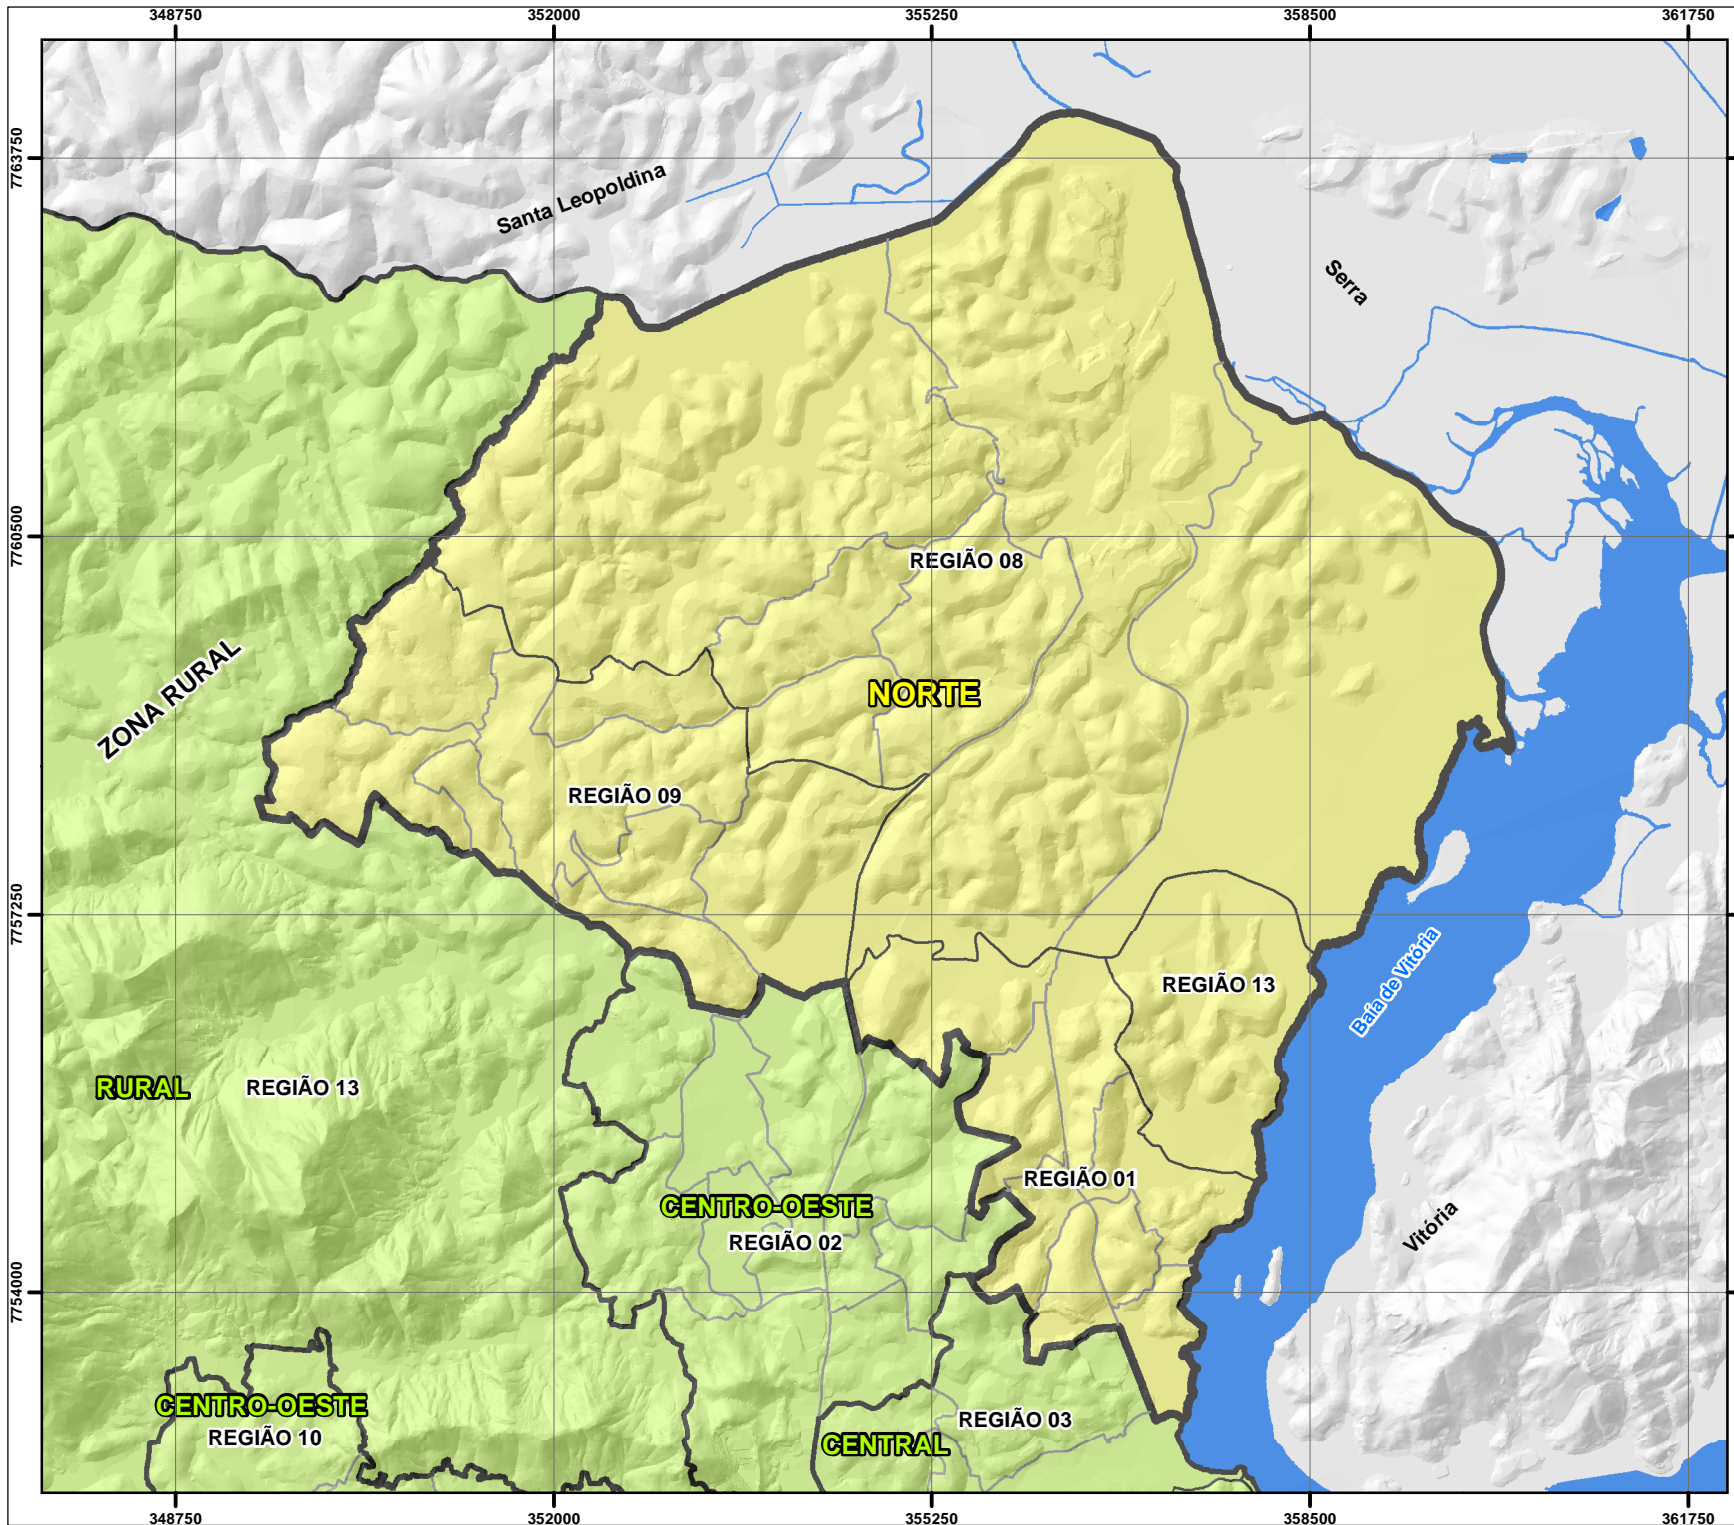 348750
352000
355250
358500
361750
7763750
Santa Leopoldina
Serra
7760500
REGIÃO 08
ZONA RURAL
NORTE
REGIÃO 09
7757250
REGIÃO 13
Baía de Vitória
RURAL
REGIÃO 13
REGIÃO 01
CENTRO-OESTE
REGIÃO 02
Vitória
7754000
CENTRO-OESTE
REGIÃO 10
REGIÃO 03
CENTRAL
348750
352000
355250
358500
361750